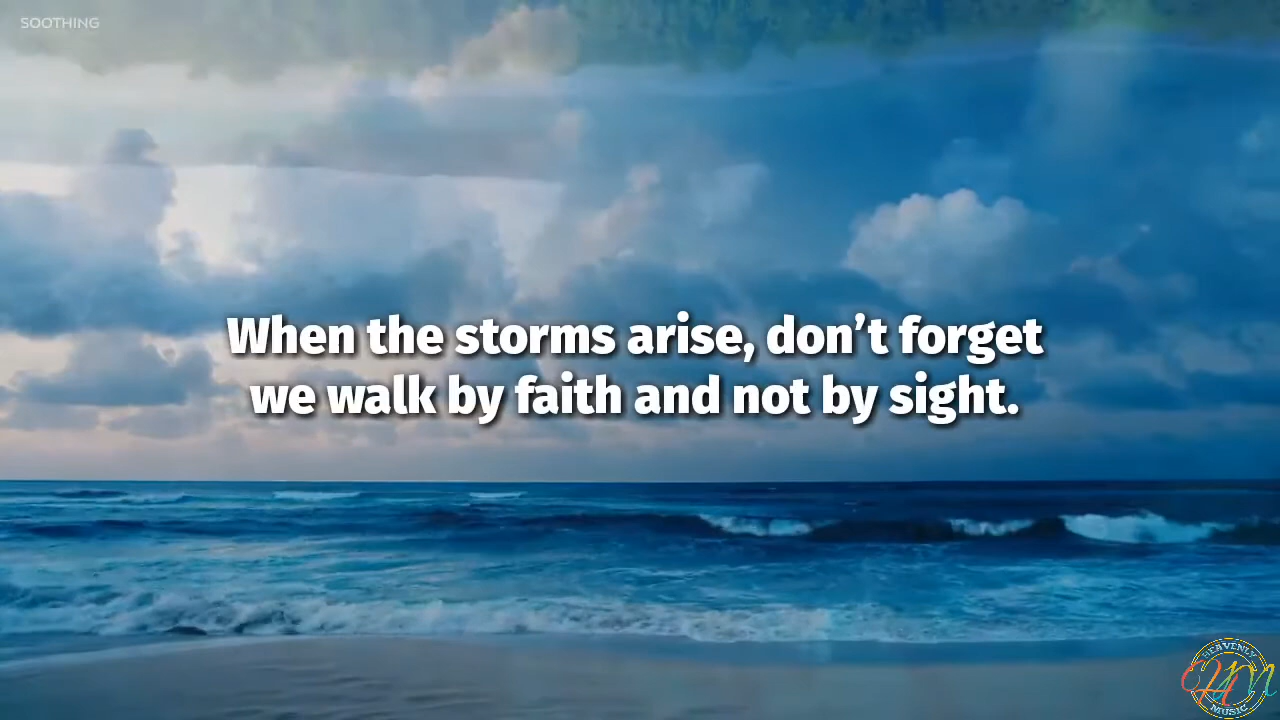 SOOTHING
When the storms arise, don’t forget
we walk by faith and not by sight.
HEAVENLY
MUSIC